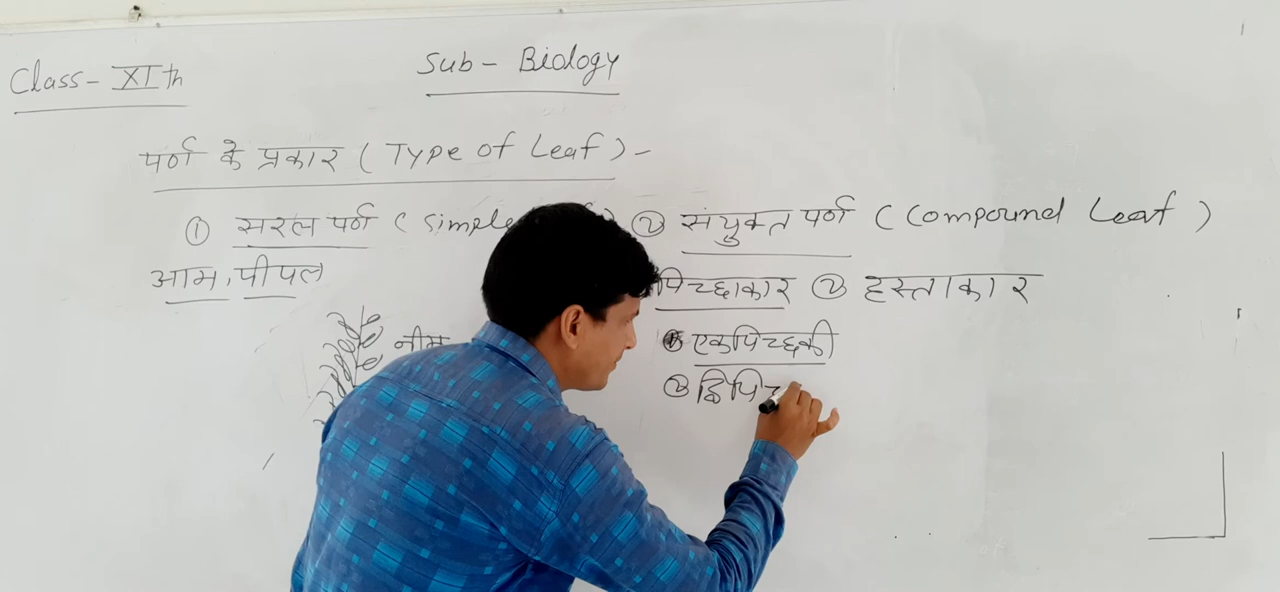 Class - XI th
Sub - Biology
पर्ण के प्रकार ( Type of Leaf ) -
① सरल पर्ण ( Simple ) ② संयुक्त पर्ण ( Compound Leaf )
आम, पीपल
पिच्छाकार ② हस्ताकार
नीम
① एकपिच्छकी
② द्विपिच